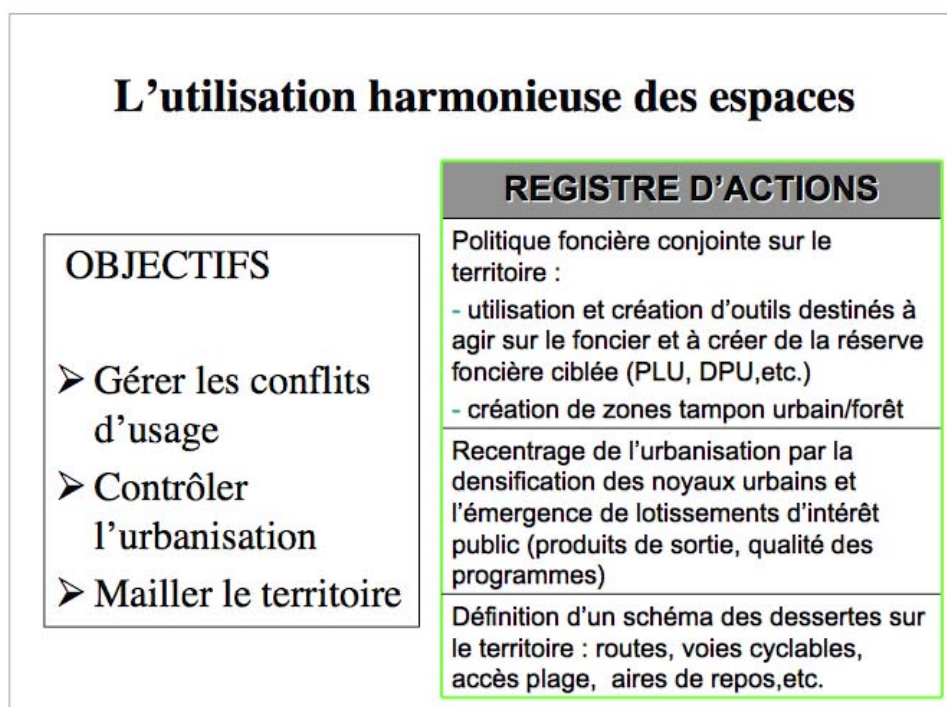 L’utilisation harmonieuse des espaces
OBJECTIFS
➢ Gérer les conflits
d’usage
➢ Contrôler
l’urbanisation
➢ Mailler le territoire
REGISTRE D’ACTIONS
Politique foncière conjointe sur le
territoire :
- utilisation et création d’outils destinés à
agir sur le foncier et à créer de la réserve
foncière ciblée (PLU, DPU,etc.)
- création de zones tampon urbain/forêt
Recentrage de l’urbanisation par la
densification des noyaux urbains et
l’émergence de lotissements d’intérêt
public (produits de sortie, qualité des
programmes)
Définition d’un schéma des dessertes sur
le territoire : routes, voies cyclables,
accès plage, aires de repos,etc.